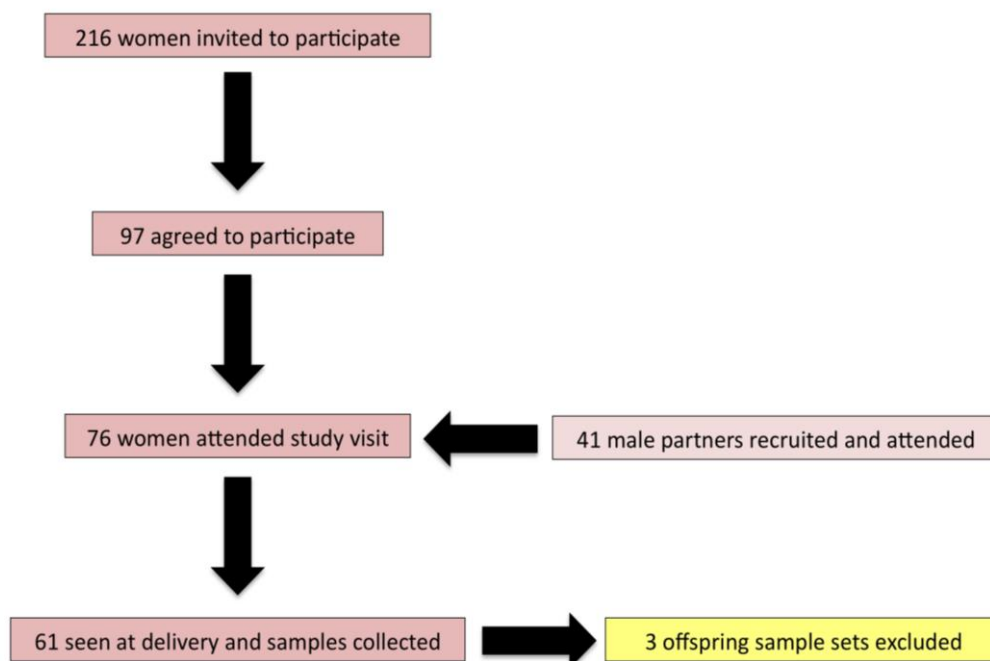 216 women invited to participate
97 agreed to participate
76 women attended study visit
41 male partners recruited and attended
61 seen at delivery and samples collected
3 offspring sample sets excluded